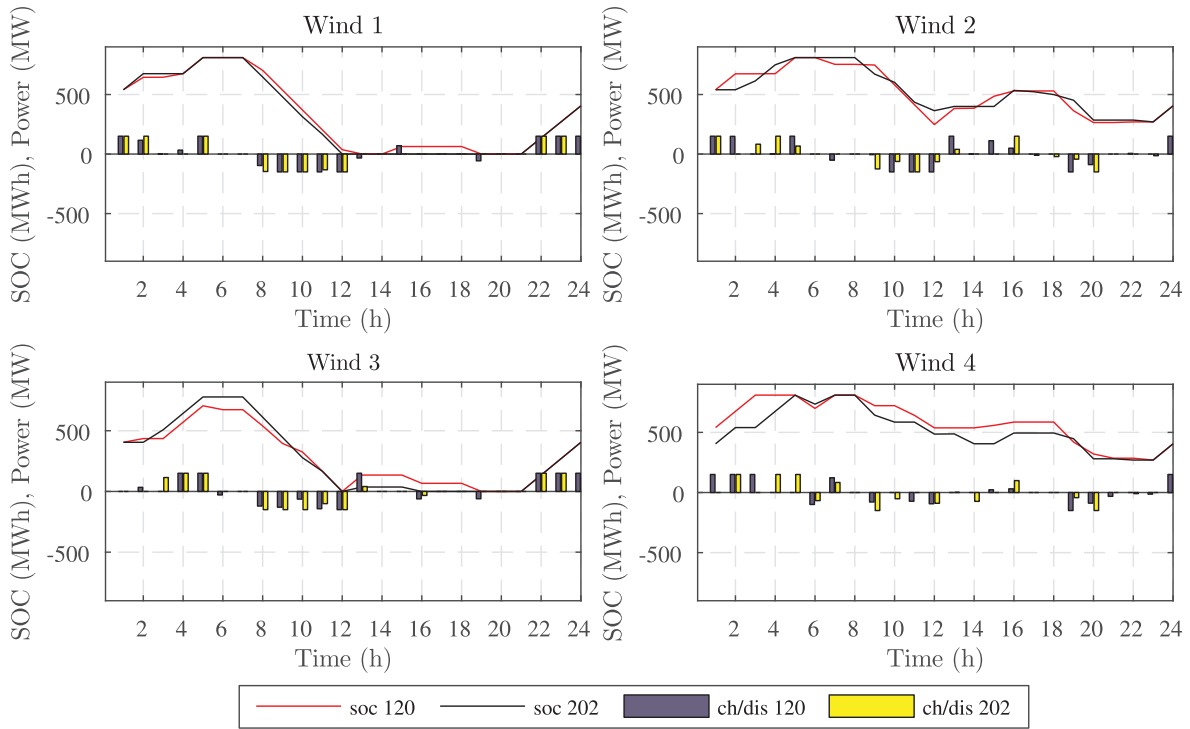 Wind 1
SOC (MWh), Power (MW)
500
0
-500
2 4 6 8 10 12 14 16 18 20 22 24
Time (h)
Wind 2
SOC (MWh), Power (MW)
500
0
-500
2 4 6 8 10 12 14 16 18 20 22 24
Time (h)
Wind 3
SOC (MWh), Power (MW)
500
0
-500
2 4 6 8 10 12 14 16 18 20 22 24
Time (h)
Wind 4
SOC (MWh), Power (MW)
500
0
-500
2 4 6 8 10 12 14 16 18 20 22 24
Time (h)
soc 120 soc 202 ch/dis 120 ch/dis 202